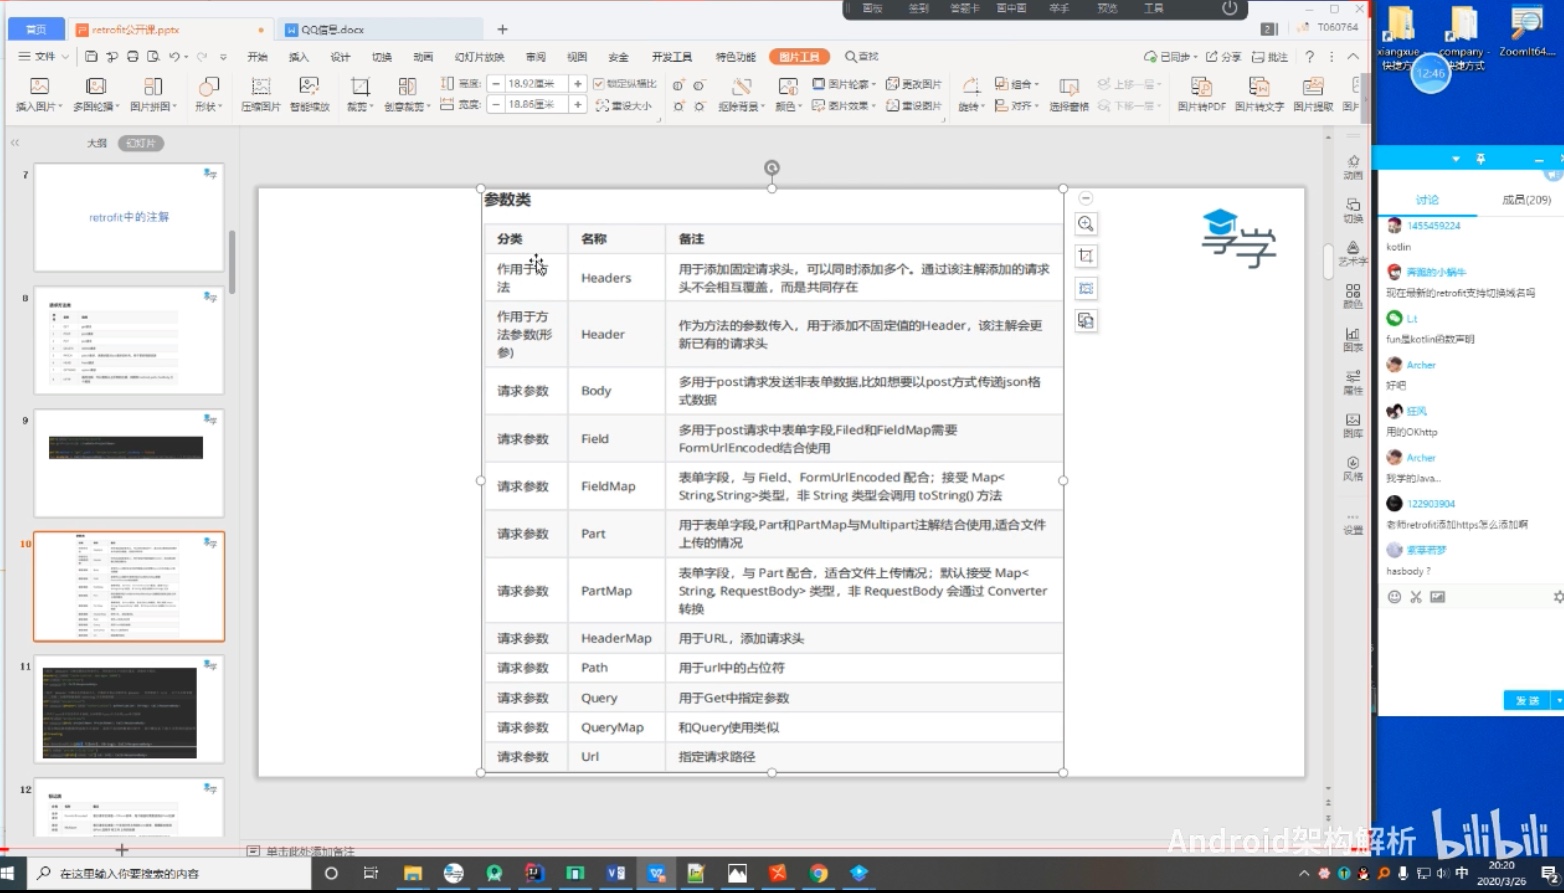 画板 签到 答题卡 画中画 举手 预览 工具
首页 retrofit公开课.pptx QQ信息.docx
T060764
文件 开始 插入 设计 切换 动画 幻灯片放映 审阅 视图 安全 开发工具 特色功能 图片工具 查找 已同步 分享 批注
高度: 18.92厘米 锁定纵横比 图片轮廓 更改图片 组合 上移一层
插入图片 多图轮播 图片拼图 形状 压缩图片 智能缩放 裁剪 创意裁剪 宽度: 18.86厘米 重设大小 抠除背景 颜色 图片效果 重设图片 旋转 对齐 选择窗格 下移一层 图片转PDF 图片转文字 图片提取
大纲 幻灯片
7
retrofit中的注解
8
9
10
11
12
参数类
分类 名称 备注
作用于方法 Headers 用于添加固定请求头，可以同时添加多个。通过该注解添加的请求
头不会相互覆盖，而是共同存在
作用于方
法参数(形
参) Header 作为方法的参数传入，用于添加不固定值的Header，该注解会更
新已有的请求头
请求参数 Body 多用于post请求发送非表单数据,比如想要以post方式传递json格
式数据
请求参数 Field 多用于post请求中表单字段,Filed和FieldMap需要
FormUrlEncoded结合使用
请求参数 FieldMap 表单字段，与 Field、FormUrlEncoded 配合；接受 Map<
String,String>类型，非 String 类型会调用 toString() 方法
请求参数 Part 用于表单字段,Part和PartMap与Multipart注解结合使用,适合文件
上传的情况
请求参数 PartMap 表单字段，与 Part 配合，适合文件上传情况；默认接受 Map<
String, RequestBody> 类型，非 RequestBody 会通过 Converter
转换
请求参数 HeaderMap 用于URL，添加请求头
请求参数 Path 用于url中的占位符
请求参数 Query 用于Get中指定参数
请求参数 QueryMap 和Query使用类似
请求参数 Url 指定请求路径
享学
动画
切换
艺术字
颜色
图表
属性
图库
风格
设置
xiangxue
快捷方式
company -
快捷方式
ZoomIt64....
12:46
讨论 成员(209)
1455459224
kotlin
奔跑的小蜗牛
现在最新的retrofit支持切换域名吗
Lt
fun是kotlin函数声明
Archer
好吧
狂风
用的OKhttp
Archer
我学的Java...
122903904
老师retrofit添加https怎么添加啊
hasbody ?
发送
单击此处添加备注
Android架构解析 bilibili
在这里输入你要搜索的内容
中
20:20
2020/3/26